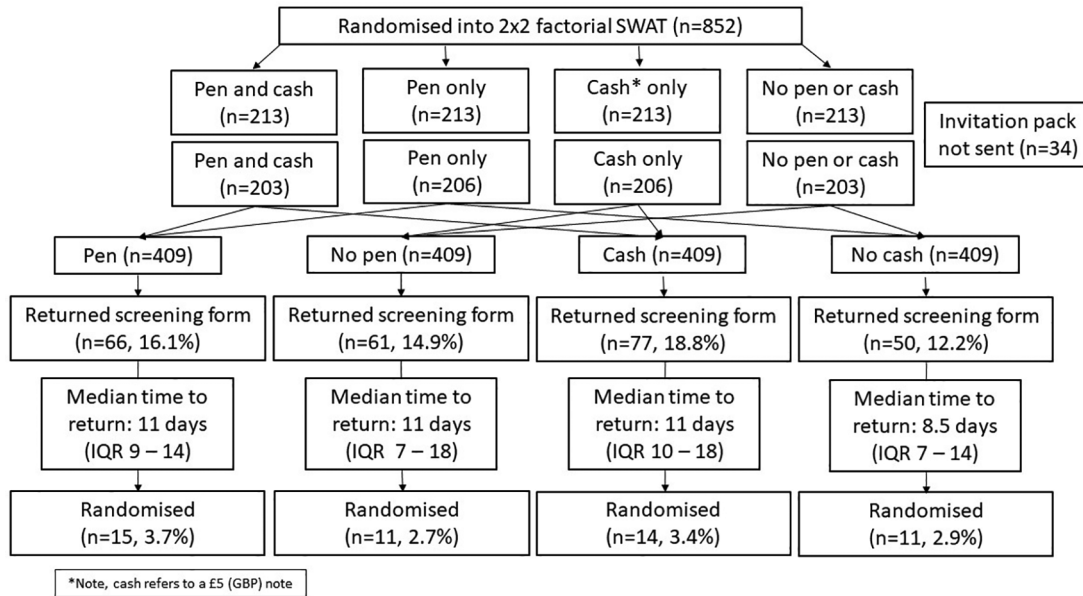 Randomised into 2x2 factorial SWAT (n=852)
Pen and cash
(n=213)
Pen only
(n=213)
Cash* only
(n=213)
No pen or cash
(n=213)
Invitation pack
not sent (n=34)
Pen and cash
(n=203)
Pen only
(n=206)
Cash only
(n=206)
No pen or cash
(n=203)
Pen (n=409)
No pen (n=409)
Cash (n=409)
No cash (n=409)
Returned screening form
(n=66, 16.1%)
Returned screening form
(n=61, 14.9%)
Returned screening form
(n=77, 18.8%)
Returned screening form
(n=50, 12.2%)
Median time to
return: 11 days
(IQR 9 – 14)
Median time to
return: 11 days
(IQR 7 – 18)
Median time to
return: 11 days
(IQR 10 – 18)
Median time to
return: 8.5 days
(IQR 7 – 14)
Randomised
(n=15, 3.7%)
Randomised
(n=11, 2.7%)
Randomised
(n=14, 3.4%)
Randomised
(n=11, 2.9%)
*Note, cash refers to a £5 (GBP) note